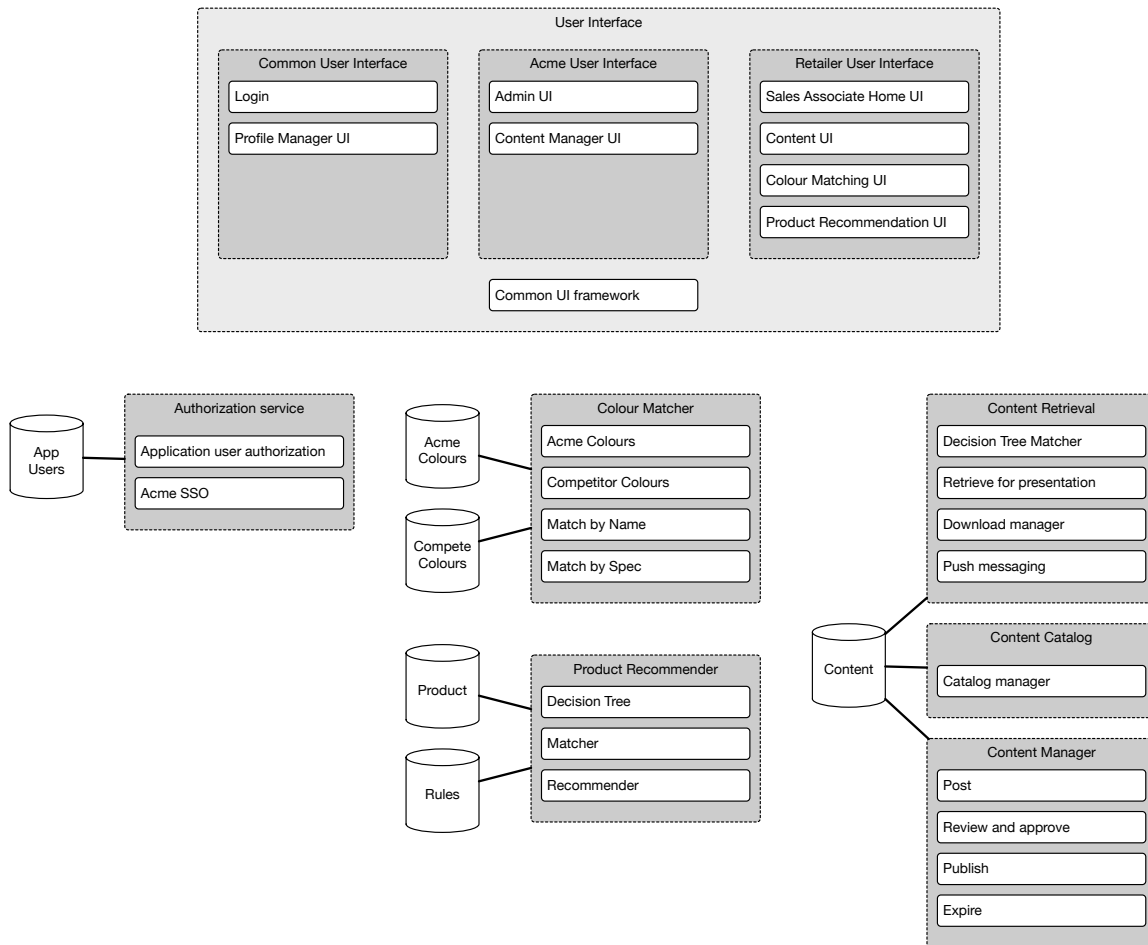 User Interface
Common User Interface
Login
Profile Manager UI
Acme User Interface
Admin UI
Content Manager UI
Retailer User Interface
Sales Associate Home UI
Content UI
Colour Matching UI
Product Recommendation UI
Common UI framework
App
Users
Authorization service
Application user authorization
Acme SSO
Acme
Colours
Compete
Colours
Colour Matcher
Acme Colours
Competitor Colours
Match by Name
Match by Spec
Product
Rules
Product Recommender
Decision Tree
Matcher
Recommender
Content
Content Retrieval
Decision Tree Matcher
Retrieve for presentation
Download manager
Push messaging
Content Catalog
Catalog manager
Content Manager
Post
Review and approve
Publish
Expire